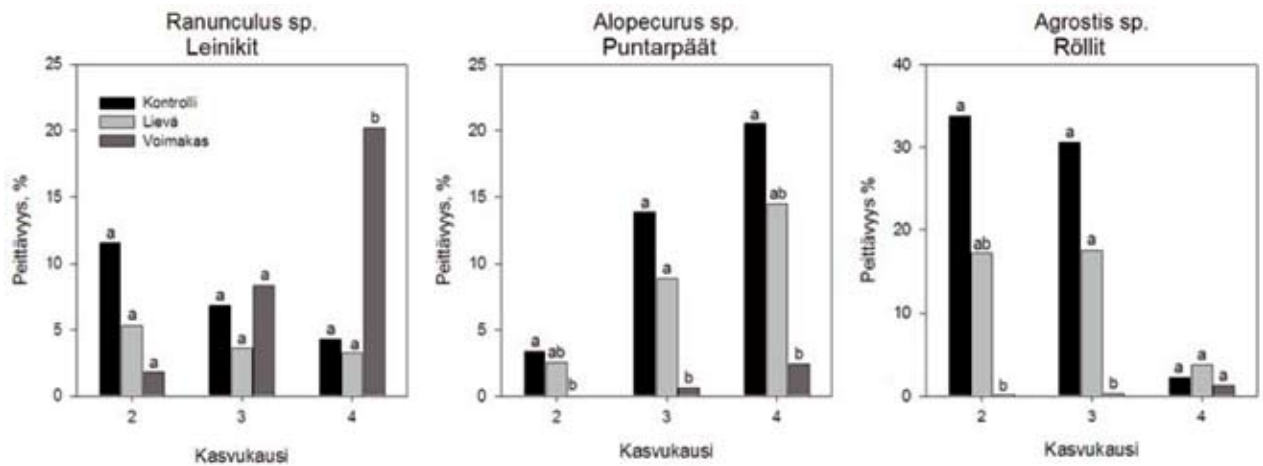 Ranunculus sp.
Leinikit
Peittävyys, %
25
20
15
10
5
0
Kontrolli
Lievä
Voimakas
a
a
a
a
a
a
a
a
b
2
3
4
Kasvukausi
Alopecurus sp.
Puntarpäät
Peittävyys, %
25
20
15
10
5
0
a
ab
b
a
a
b
a
ab
b
2
3
4
Kasvukausi
Agrostis sp.
Röllit
Peittävyys %
40
30
20
10
0
a
ab
b
a
a
b
a
a
a
2
3
4
Kasvukausi